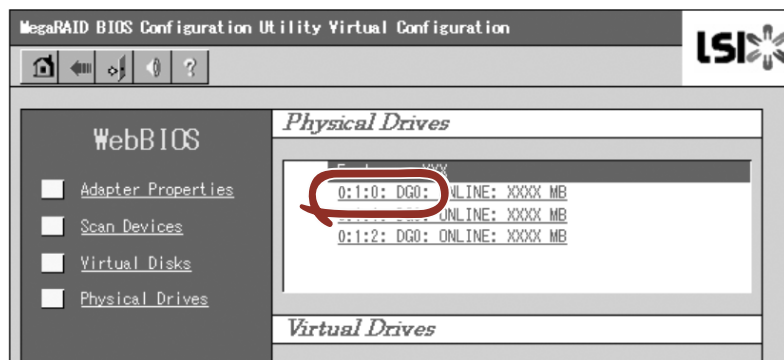 MegaRAID BIOS Configuration Utility Virtual Configuration
LSI
?
WebBIOS
Adapter Properties
Scan Devices
Virtual Disks
Physical Drives
Physical Drives
XXX
0:1:0: DG0: ONLINE: XXXX MB
ONLINE: XXXX MB
0:1:2: DG0: ONLINE: XXXX MB
Virtual Drives